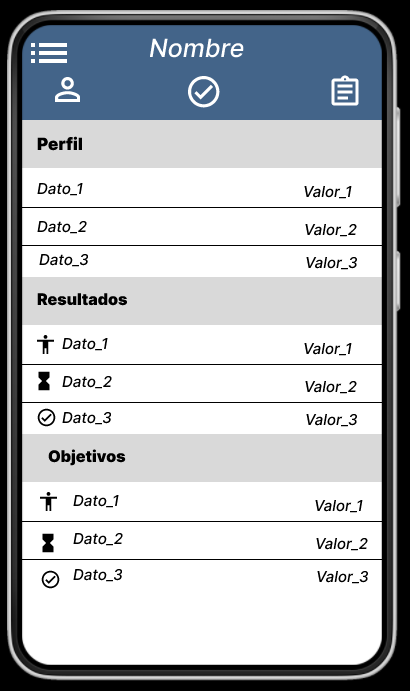 Nombre
Perfil
Dato_1 Valor_1
Dato_2 Valor_2
Dato_3 Valor_3
Resultados
Dato_1 Valor_1
Dato_2 Valor_2
Dato_3 Valor_3
Objetivos
Dato_1 Valor_1
Dato_2 Valor_2
Dato_3 Valor_3